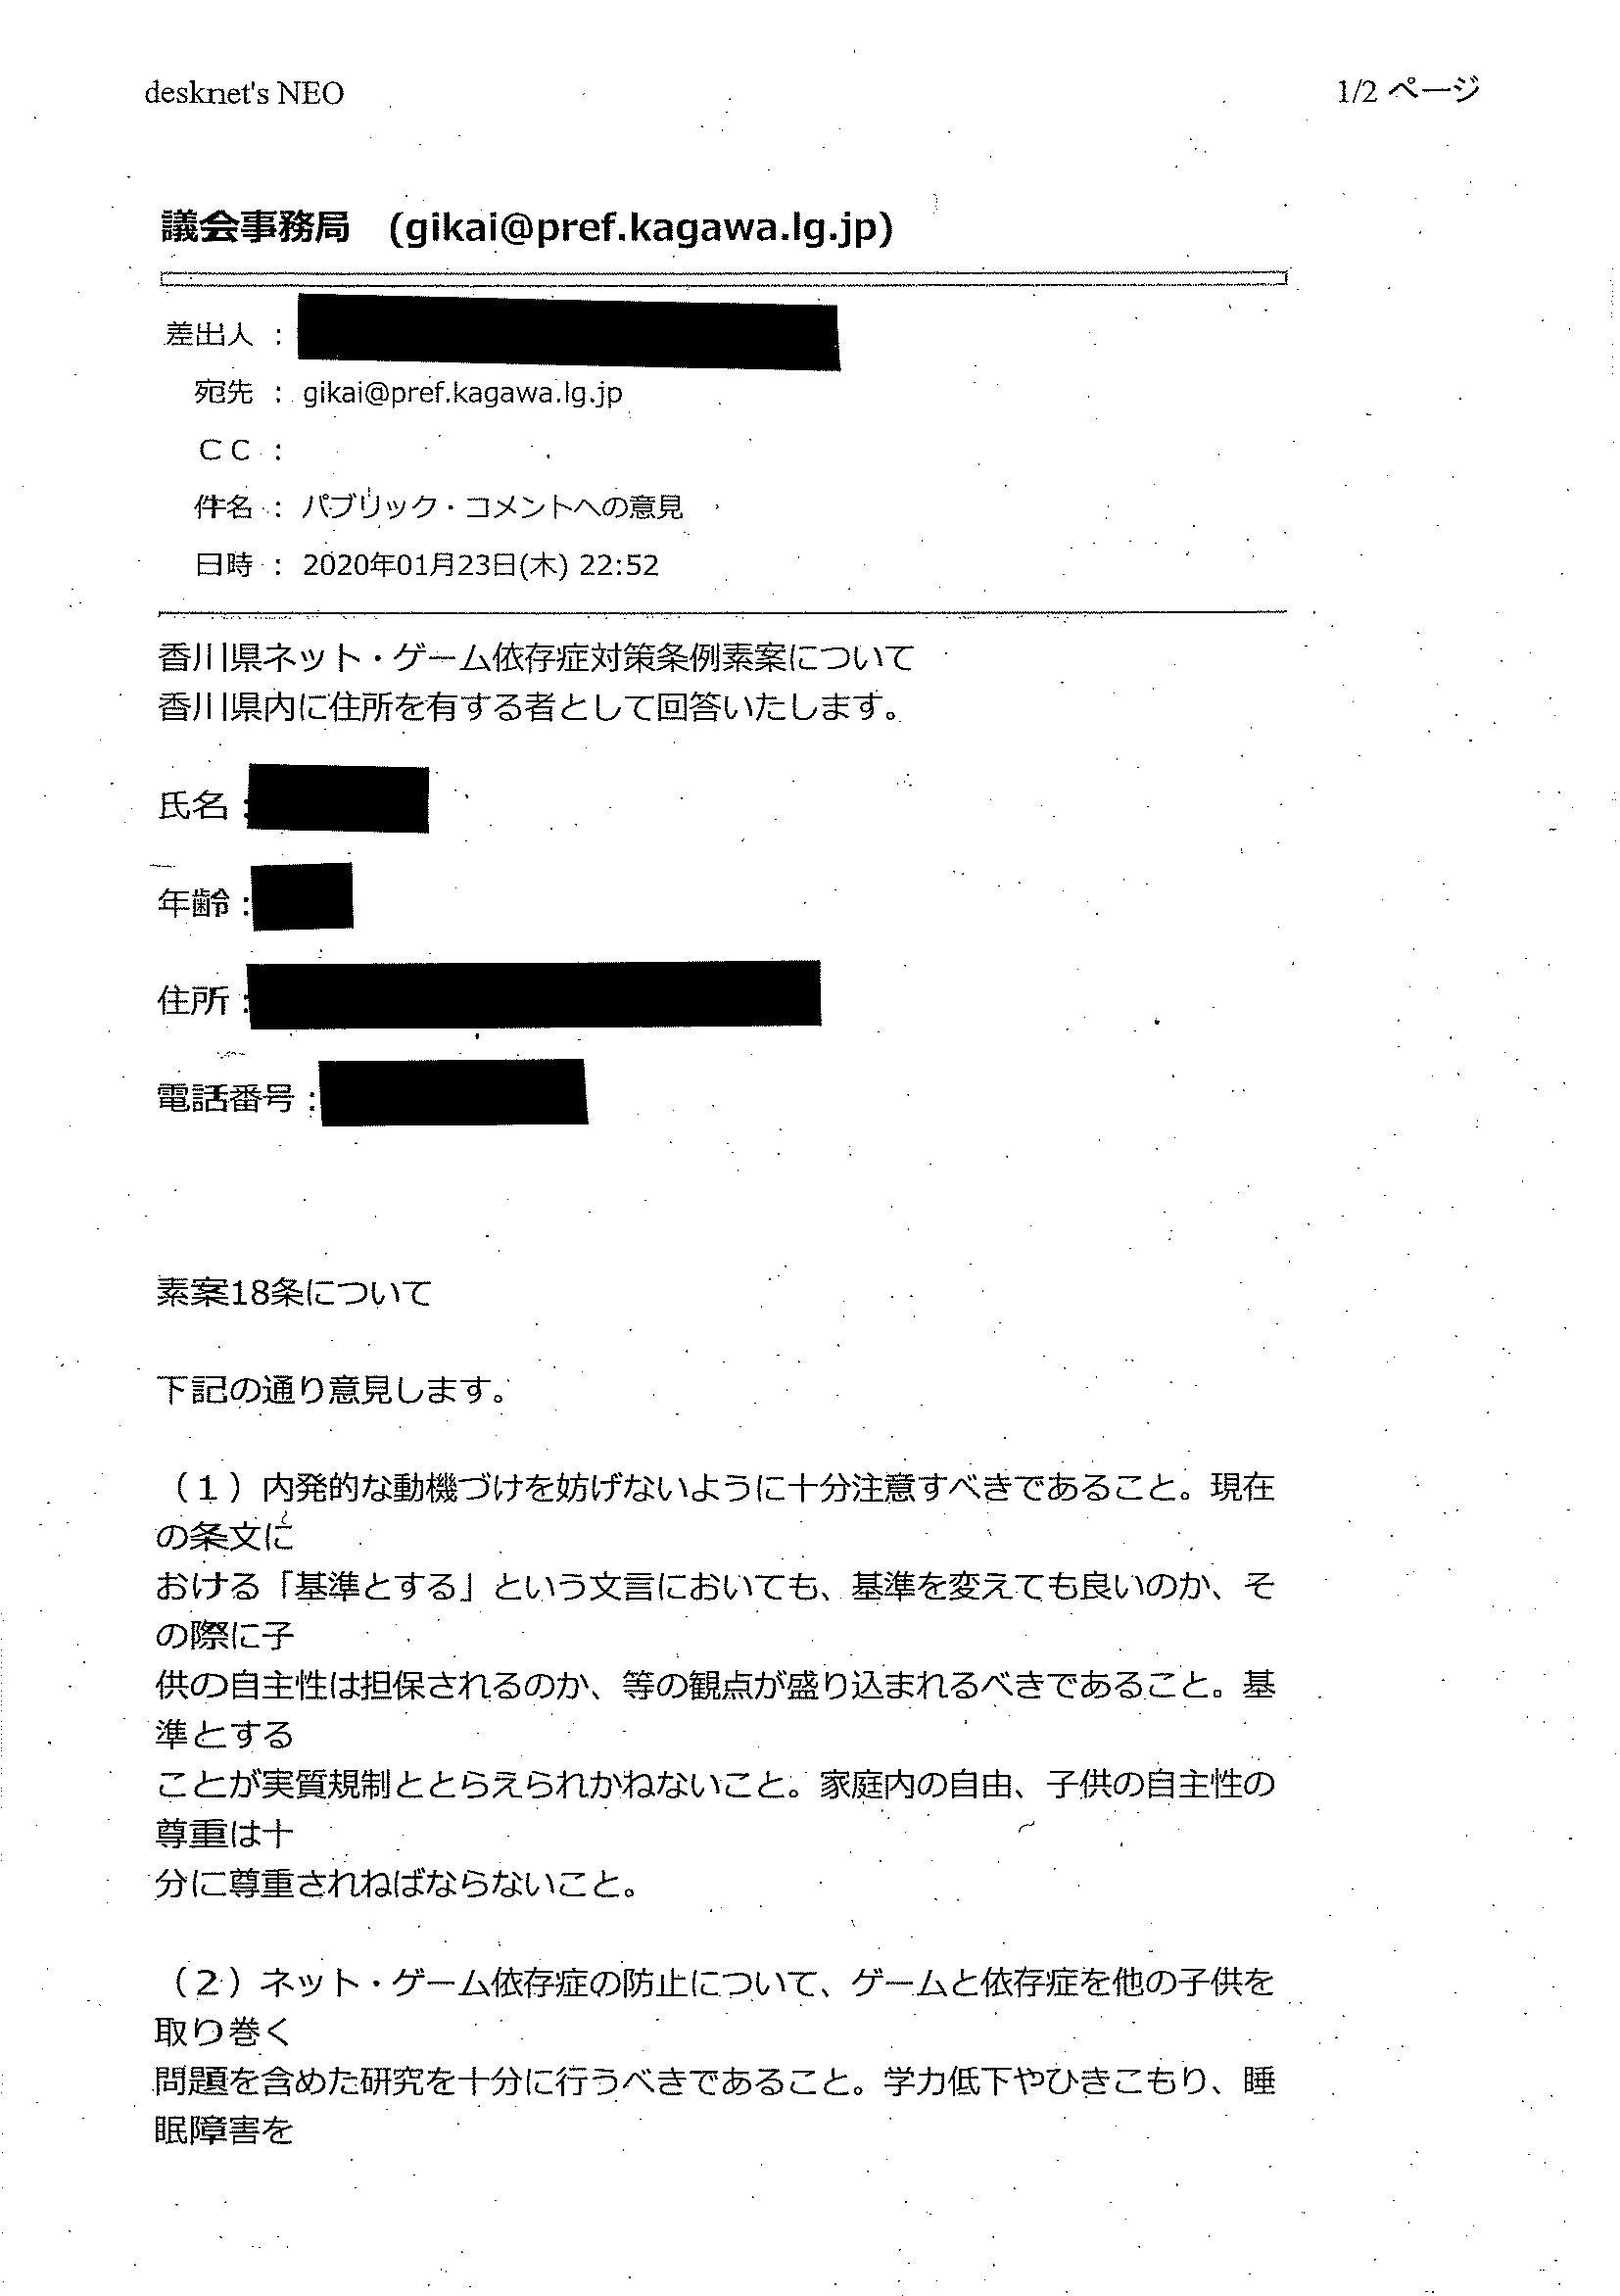 desknet's NEO
1/2 ページ
議会事務局 (gikai@pref.kagawa.lg.jp)
差出人 :
宛先 : gikai@pref.kagawa.lg.jp
ＣＣ :
件名 : パブリック・コメントへの意見
日時 : 2020年01月23日(木) 22:52
香川県ネット・ゲーム依存症対策条例素案について
香川県内に住所を有する者として回答いたします。
氏名 :
年齢 :
住所 :
電話番号 :
素案18条について
下記の通り意見します。
（１）内発的な動機づけを妨げないように十分注意すべきであること。現在
の条文に
おける「基準とする」という文言においても、基準を変えても良いのか、そ
の際に子
供の自主性は担保されるのか、等の観点が盛り込まれるべきであること。基
準とする
ことが実質規制ととらえられかねないこと。家庭内の自由、子供の自主性の
尊重は十
分に尊重されねばならないこと。
（２）ネット・ゲーム依存症の防止について、ゲームと依存症を他の子供を
取り巻く
問題を含めた研究を十分に行うべきであること。学力低下やひきこもり、睡
眠障害を